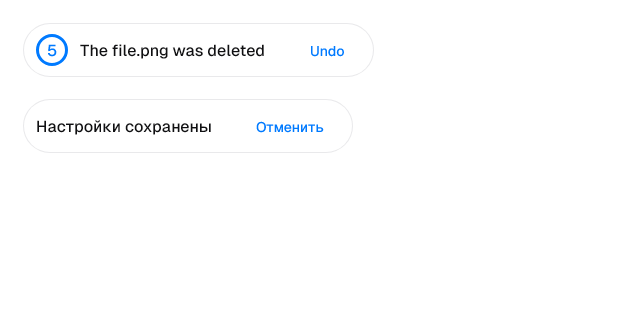 5 The file.png was deleted Undo
Настройки сохранены Отменить